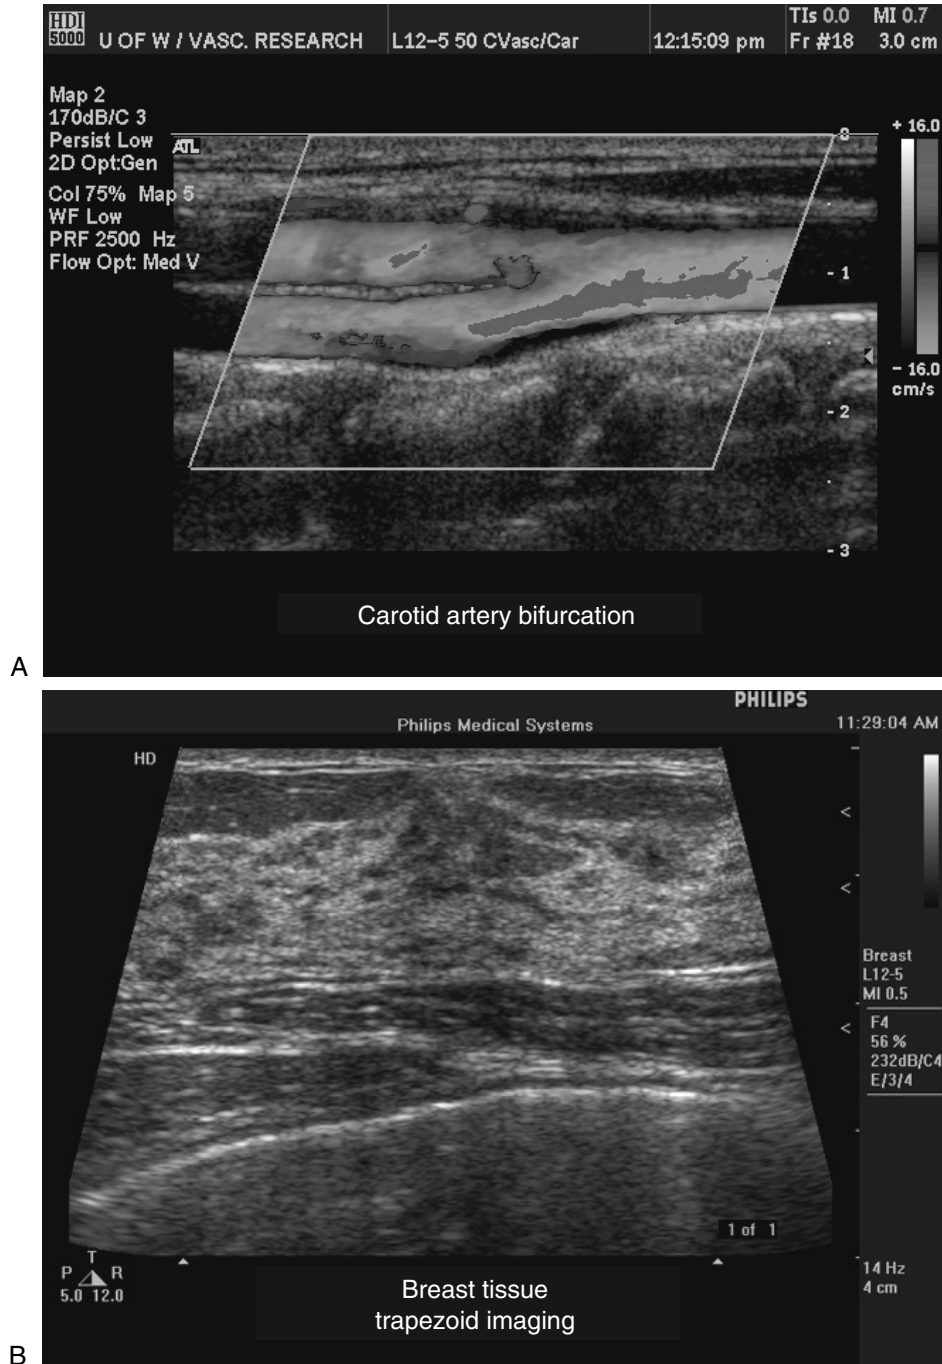 HDI
5000
U OF W / VASC. RESEARCH
L12-5 50 CVasc/Car
12:15:09 pm
TIs 0.0 MI 0.7
Fr #18 3.0 cm
Map 2
170dB/C 3
Persist Low
2D Opt:Gen
Col 75% Map 5
WF Low
PRF 2500 Hz
Flow Opt: Med V
ATL
0
- 1
- 2
- 3
+ 16.0
- 16.0
cm/s
Carotid artery bifurcation
A
PHILIPS
Philips Medical Systems
11:29:04 AM
HD
Breast
L12-5
MI 0.5
F4
56 %
232dB/C4
E/3/4
14 Hz
4 cm
1 of 1
T
P R
5.0 12.0
Breast tissue
trapezoid imaging
B